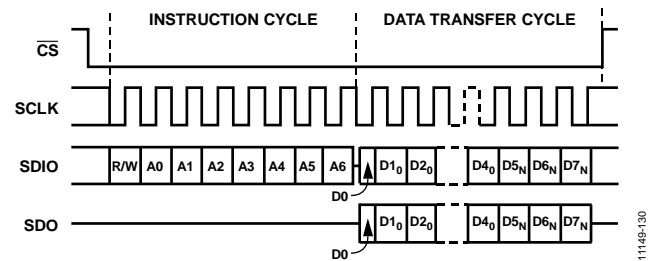 INSTRUCTION CYCLE DATA TRANSFER CYCLE
CS
SCLK
SDIO R/W A0 A1 A2 A3 A4 A5 A6 D1₀ D2₀ D4₀ D5N D6N D7N
D0
SDO D1₀ D2₀ D4₀ D5N D6N D7N
D0
11149-130